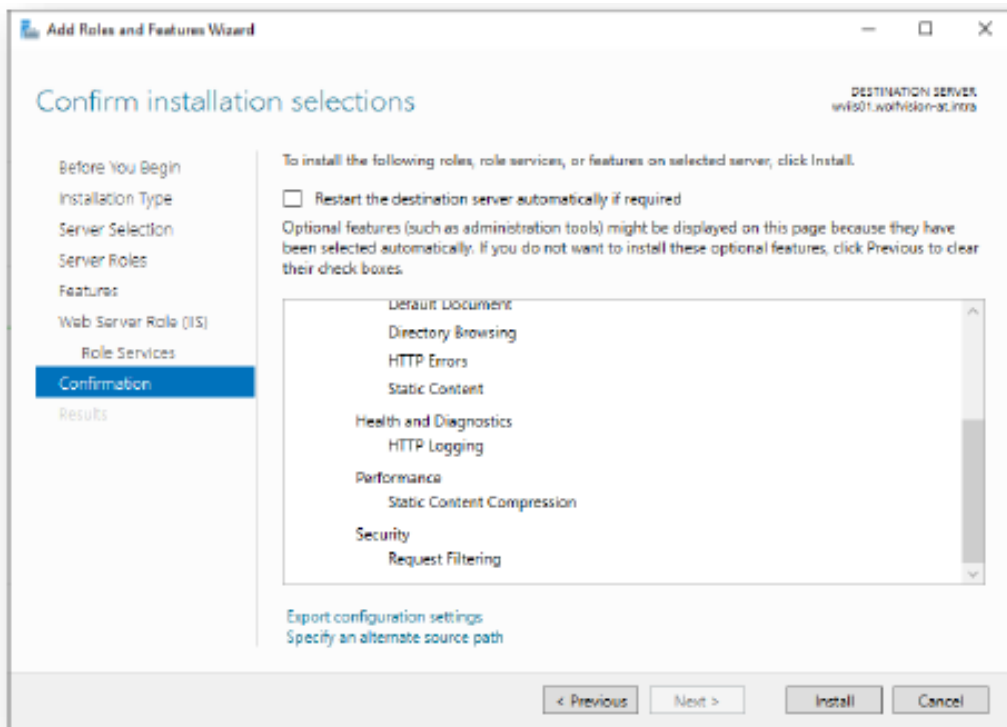 Add Roles and Features Wizard
Confirm installation selections
DESTINATION SERVER
wviis01.wolfvision-at.intra
Before You Begin
Installation Type
Server Selection
Server Roles
Features
Web Server Role (IIS)
Role Services
Confirmation
Results
To install the following roles, role services, or features on selected server, click Install.
Restart the destination server automatically if required
Optional features (such as administration tools) might be displayed on this page because they have
been selected automatically. If you do not want to install these optional features, click Previous to clear
their check boxes.
Default Document
Directory Browsing
HTTP Errors
Static Content
Health and Diagnostics
HTTP Logging
Performance
Static Content Compression
Security
Request Filtering
Export configuration settings
Specify an alternate source path
< Previous
Next >
Install
Cancel